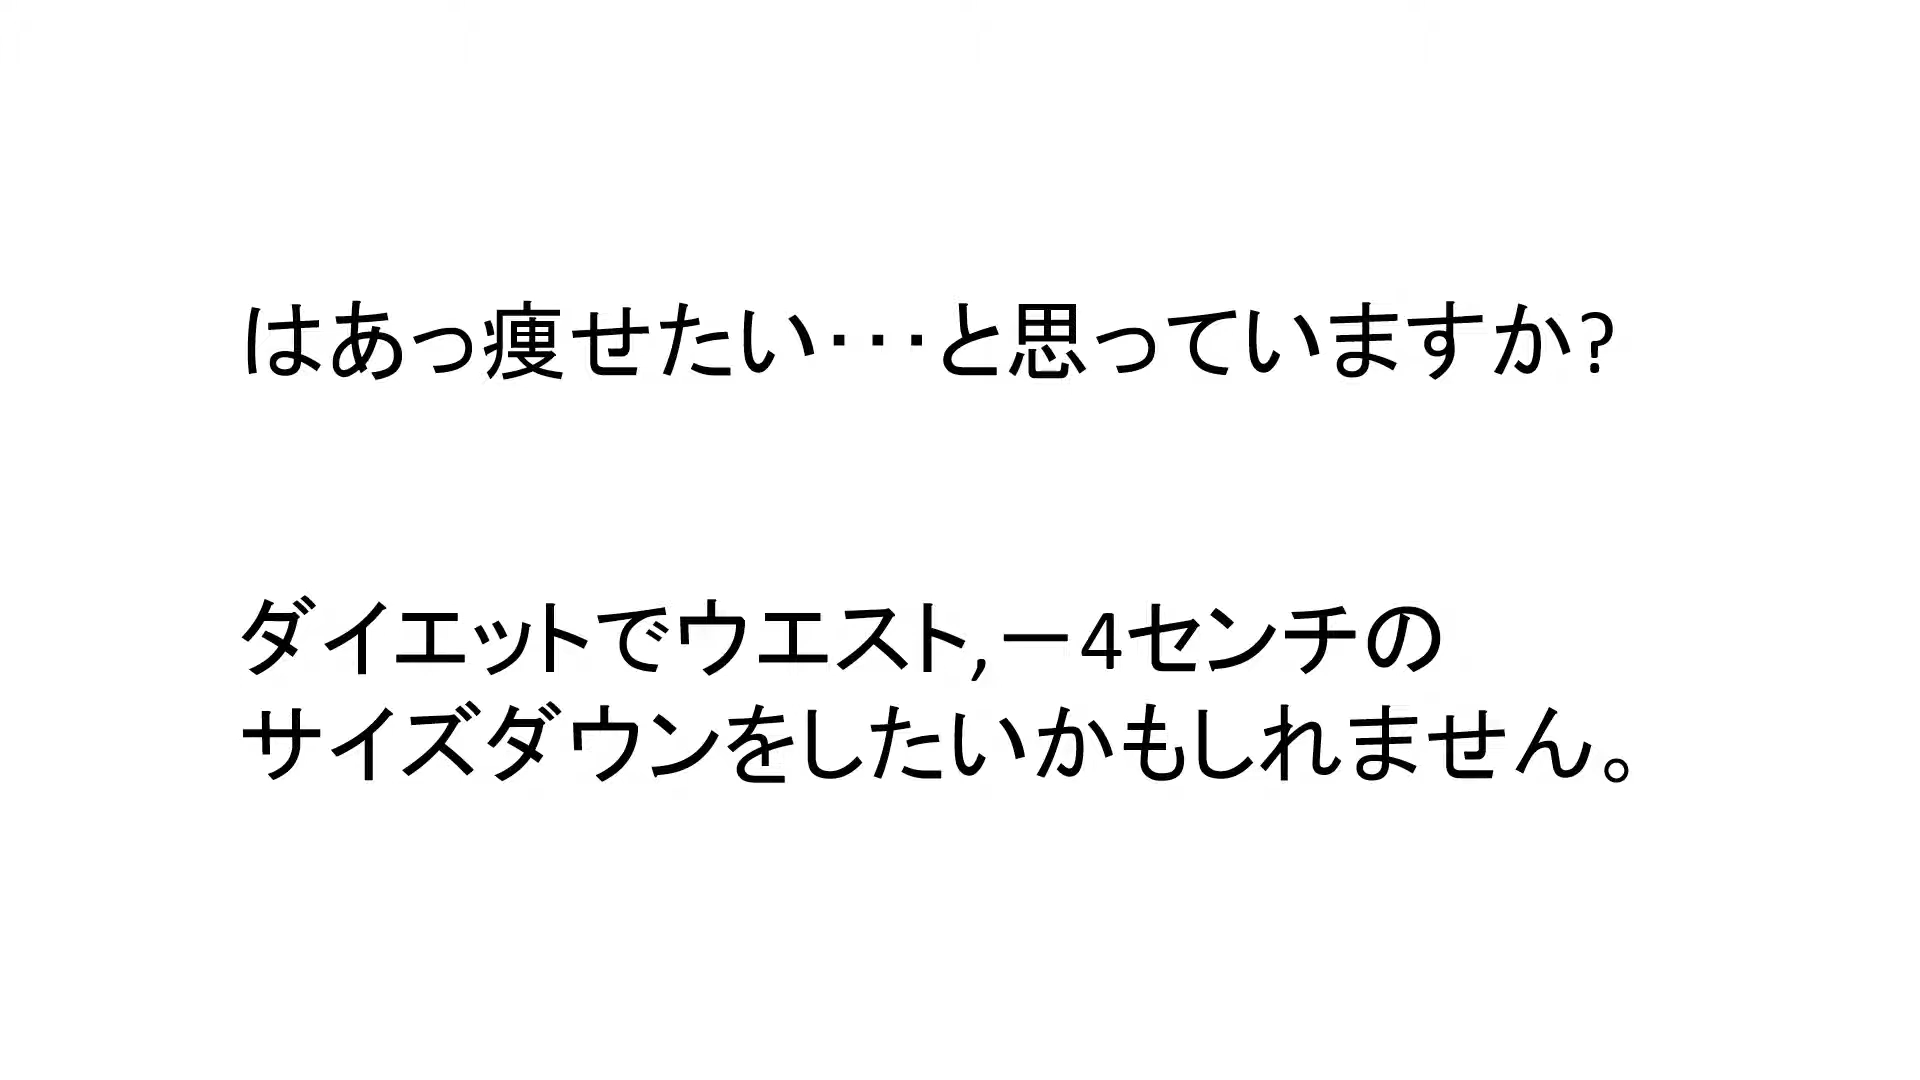 はあっ痩せたい・・・と思っていますか?
ダイエットでウエスト,－4センチの
サイズダウンをしたいかもしれません。